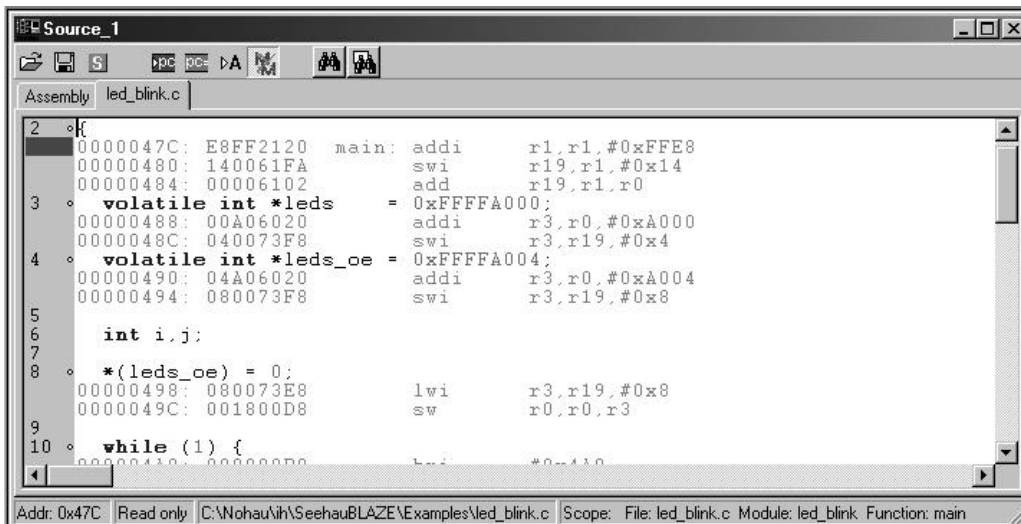 Source_1
S PC PC= A M M
Assembly led_blink.c
2 {
0000047C: E8FF2120 main: addi r1,r1,#0xFFE8
00000480: 140061FA swi r19,r1,#0x14
00000484: 00006102 add r19,r1,r0
3 volatile int *leds = 0xFFFFA000;
00000488: 00A06020 addi r3,r0,#0xA000
0000048C: 040073F8 swi r3,r19,#0x4
4 volatile int *leds_oe = 0xFFFFA004;
00000490: 04A06020 addi r3,r0,#0xA004
00000494: 080073F8 swi r3,r19,#0x8
5
6 int i,j;
7
8 *(leds_oe) = 0;
00000498: 080073E8 lwi r3,r19,#0x8
0000049C: 001800D8 sw r0,r0,r3
9
10 while (1) {
Addr: 0x47C Read only C:\Nohau\ih\SeehauBLAZE\Examples\led_blink.c Scope: File: led_blink.c Module: led_blink Function: main